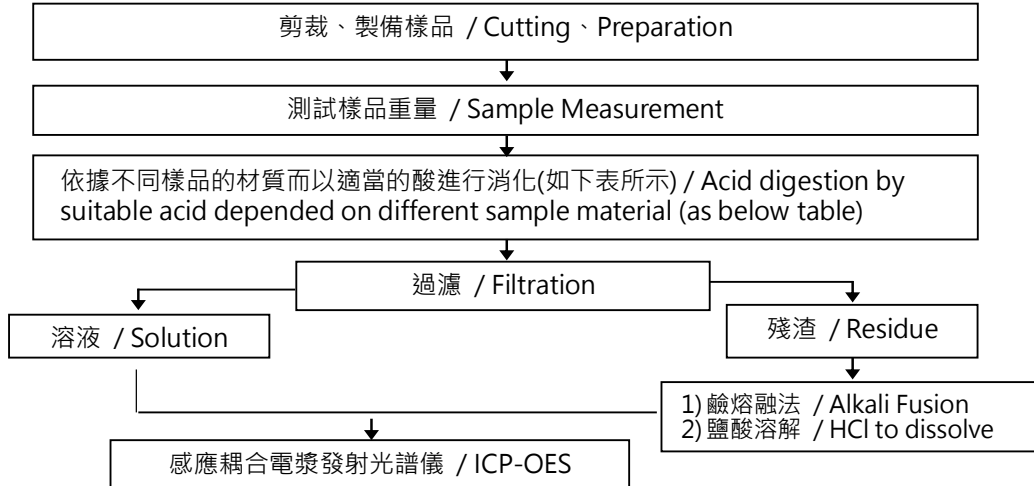 剪裁、製備樣品 / Cutting、Preparation
測試樣品重量 / Sample Measurement
依據不同樣品的材質而以適當的酸進行消化(如下表所示) / Acid digestion by
suitable acid depended on different sample material (as below table)
過濾 / Filtration
溶液 / Solution
殘渣 / Residue
1) 鹼熔融法 / Alkali Fusion
2) 鹽酸溶解 / HCl to dissolve
感應耦合電漿發射光譜儀 / ICP-OES